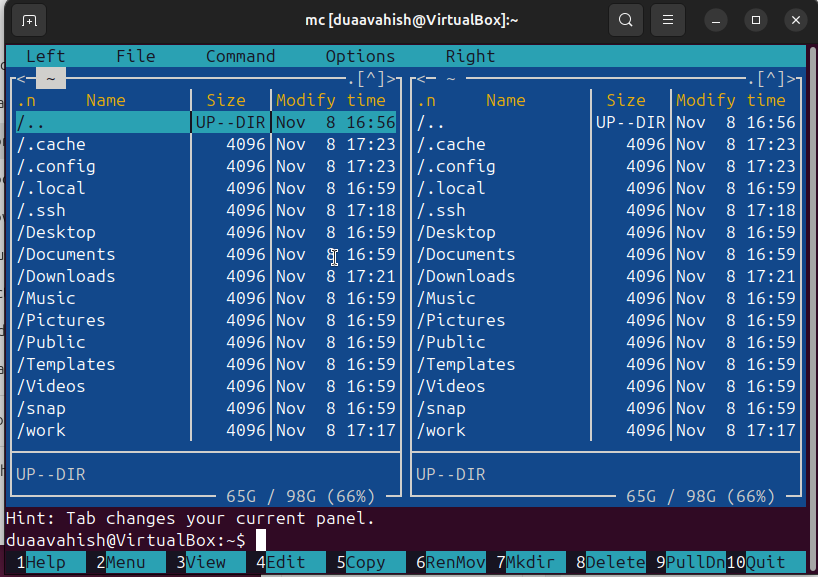 mc [duaavahish@VirtualBox]:~
Left File Command Options Right
<─ ~ ─.[^]>
.n Name Size Modify time
/.. UP--DIR Nov 8 16:56
/.cache 4096 Nov 8 17:23
/.config 4096 Nov 8 17:23
/.local 4096 Nov 8 16:59
/.ssh 4096 Nov 8 17:18
/Desktop 4096 Nov 8 16:59
/Documents 4096 Nov 8 16:59
/Downloads 4096 Nov 8 17:21
/Music 4096 Nov 8 16:59
/Pictures 4096 Nov 8 16:59
/Public 4096 Nov 8 16:59
/Templates 4096 Nov 8 16:59
/Videos 4096 Nov 8 16:59
/snap 4096 Nov 8 16:59
/work 4096 Nov 8 17:17
UP--DIR
65G / 98G (66%)
<─ ~ ─.[^]>
.n Name Size Modify time
/.. UP--DIR Nov 8 16:56
/.cache 4096 Nov 8 17:23
/.config 4096 Nov 8 17:23
/.local 4096 Nov 8 16:59
/.ssh 4096 Nov 8 17:18
/Desktop 4096 Nov 8 16:59
/Documents 4096 Nov 8 16:59
/Downloads 4096 Nov 8 17:21
/Music 4096 Nov 8 16:59
/Pictures 4096 Nov 8 16:59
/Public 4096 Nov 8 16:59
/Templates 4096 Nov 8 16:59
/Videos 4096 Nov 8 16:59
/snap 4096 Nov 8 16:59
/work 4096 Nov 8 17:17
UP--DIR
65G / 98G (66%)
Hint: Tab changes your current panel.
duaavahish@VirtualBox:~$
1Help 2Menu 3View 4Edit 5Copy 6RenMov 7Mkdir 8Delete 9PullDn 10Quit